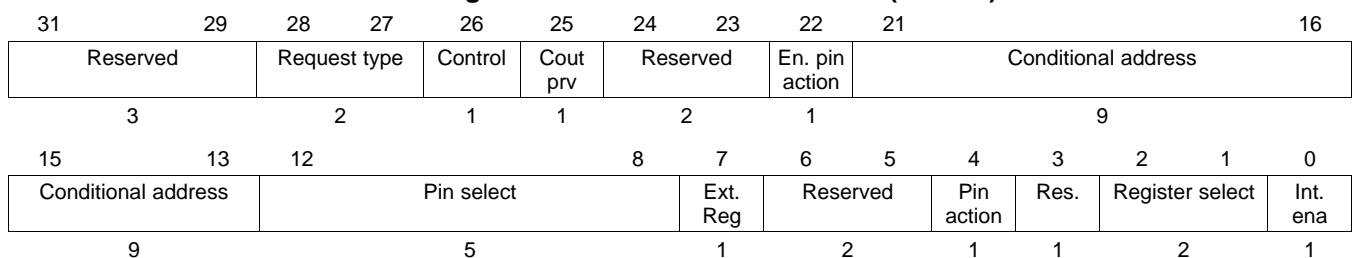 31 29 28 27 26 25 24 23 22 21 16
Reserved Request type Control Cout prv Reserved En. pin action Conditional address
3 2 1 1 2 1 9
15 13 12 8 7 6 5 4 3 2 1 0
Conditional address Pin select Ext. Reg Reserved Pin action Res. Register select Int. ena
9 5 1 2 1 1 2 1